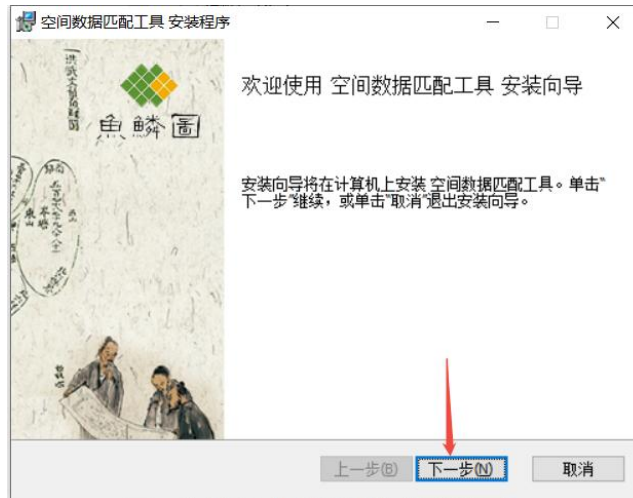 空间数据匹配工具 安装程序
魚鱗圖
欢迎使用 空间数据匹配工具 安装向导
安装向导将在计算机上安装 空间数据匹配工具。单击"
下一步"继续，或单击"取消"退出安装向导。
上一步(B)
下一步(N)
取消